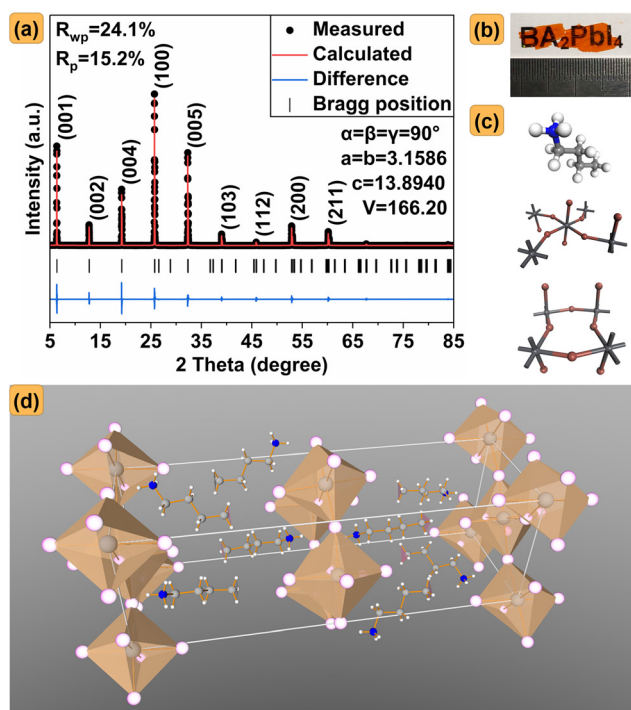 (a)
R_wp=24.1%
R_p=15.2%
Measured
Calculated
Difference
Bragg position
α=β=γ=90°
a=b=3.1586
c=13.8940
V=166.20
(001)
(002)
(004)
(100)
(005)
(103)
(112)
(200)
(211)
Intensity (a.u.)
5 15 25 35 45 55 65 75 85
2 Theta (degree)
(b)
BA₂PbI₄
(c)
(d)